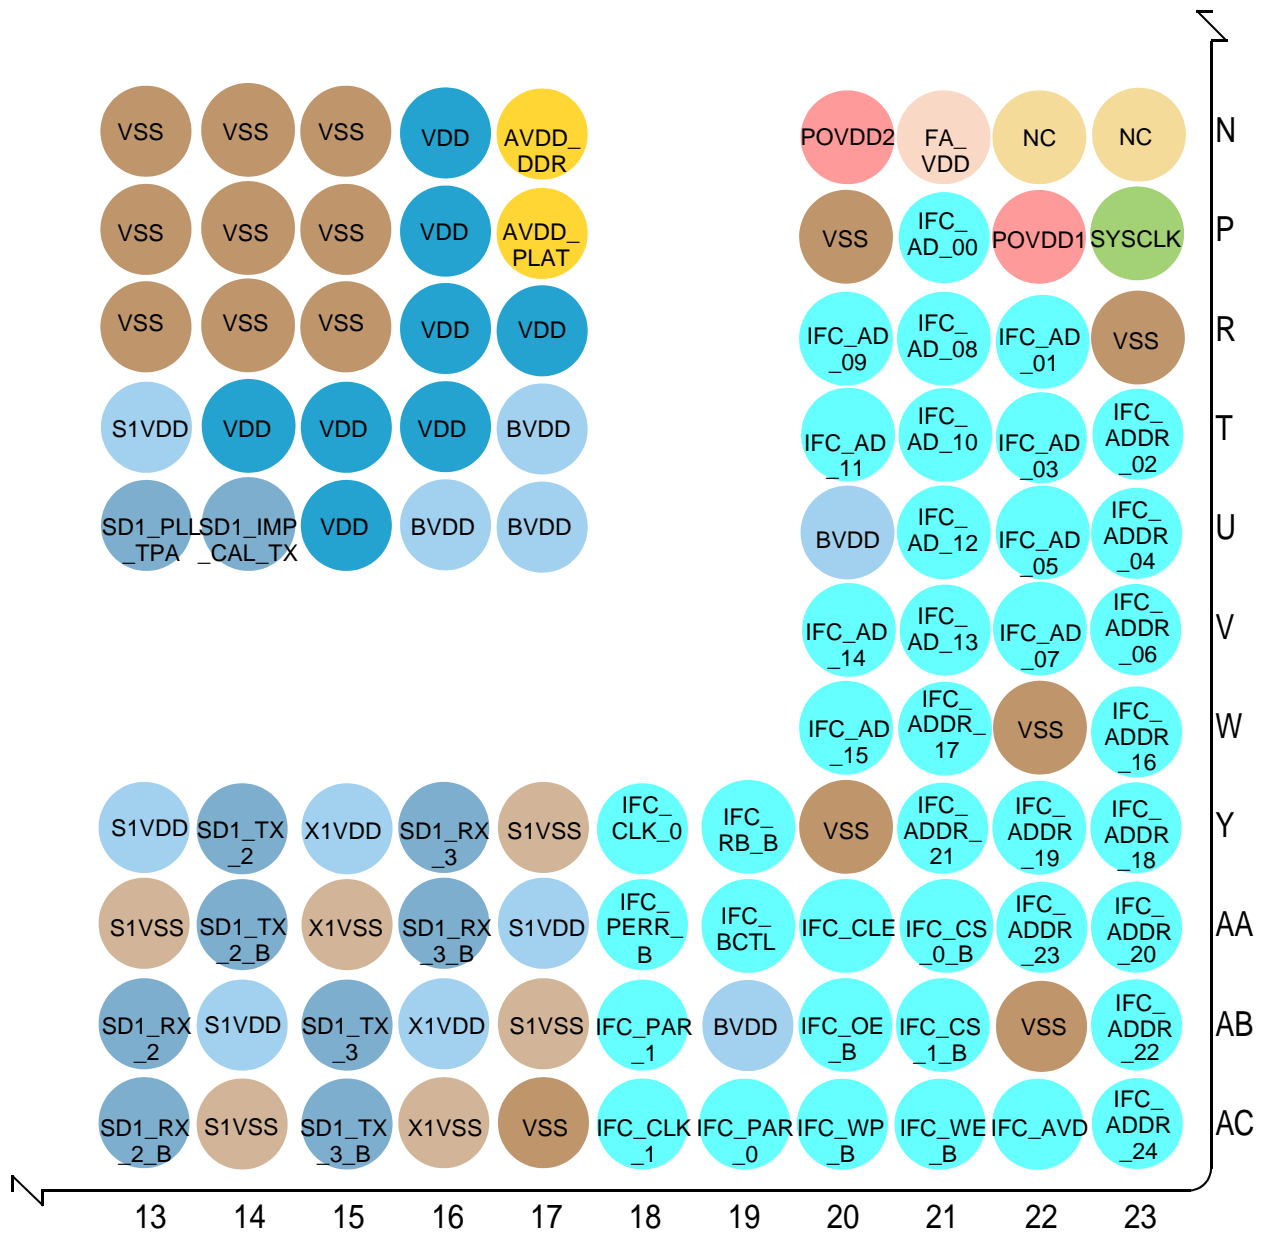 VSS VSS VSS VDD AVDD_ POVDD2 FA_ NC NC N
DDR VDD
VSS VSS VSS VDD AVDD_ VSS IFC_ POVDD1 SYSCLK P
PLAT AD_00
VSS VSS VSS VDD VDD IFC_AD IFC_ IFC_AD VSS R
_09 AD_08 _01
S1VDD VDD VDD VDD BVDD IFC_AD IFC_ IFC_AD IFC_ T
_11 AD_10 _03 ADDR
_02
SD1_PLL SD1_IMP VDD BVDD BVDD BVDD IFC_ IFC_AD IFC_ U
_TPA _CAL_TX AD_12 _05 ADDR
_04
IFC_AD IFC_ IFC_AD IFC_ V
_14 AD_13 _07 ADDR
_06
IFC_AD IFC_ VSS IFC_ W
_15 ADDR_ ADDR
17 _16
S1VDD SD1_TX X1VDD SD1_RX S1VSS IFC_ IFC_ VSS IFC_ IFC_ IFC_ Y
_2 _3 CLK_0 RB_B ADDR_ ADDR ADDR
21 _19 _18
S1VSS SD1_TX X1VSS SD1_RX S1VDD IFC_ IFC_ IFC_CLE IFC_CS IFC_ IFC_ AA
_2_B _3_B PERR_ BCTL _0_B ADDR ADDR
B _23 _20
SD1_RX S1VDD SD1_TX X1VDD S1VSS IFC_PAR BVDD IFC_OE IFC_CS VSS IFC_ AB
_2 _3 _1 _B _1_B ADDR
_22
SD1_RX S1VSS SD1_TX X1VSS VSS IFC_CLK IFC_PAR IFC_WP IFC_WE IFC_AVD IFC_ AC
_2_B _3_B _1 _0 _B _B ADDR
_24
13 14 15 16 17 18 19 20 21 22 23